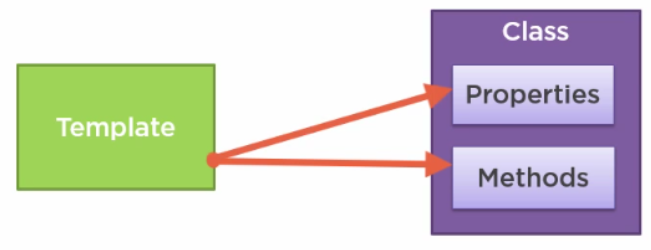 Class
Template
Properties
Methods